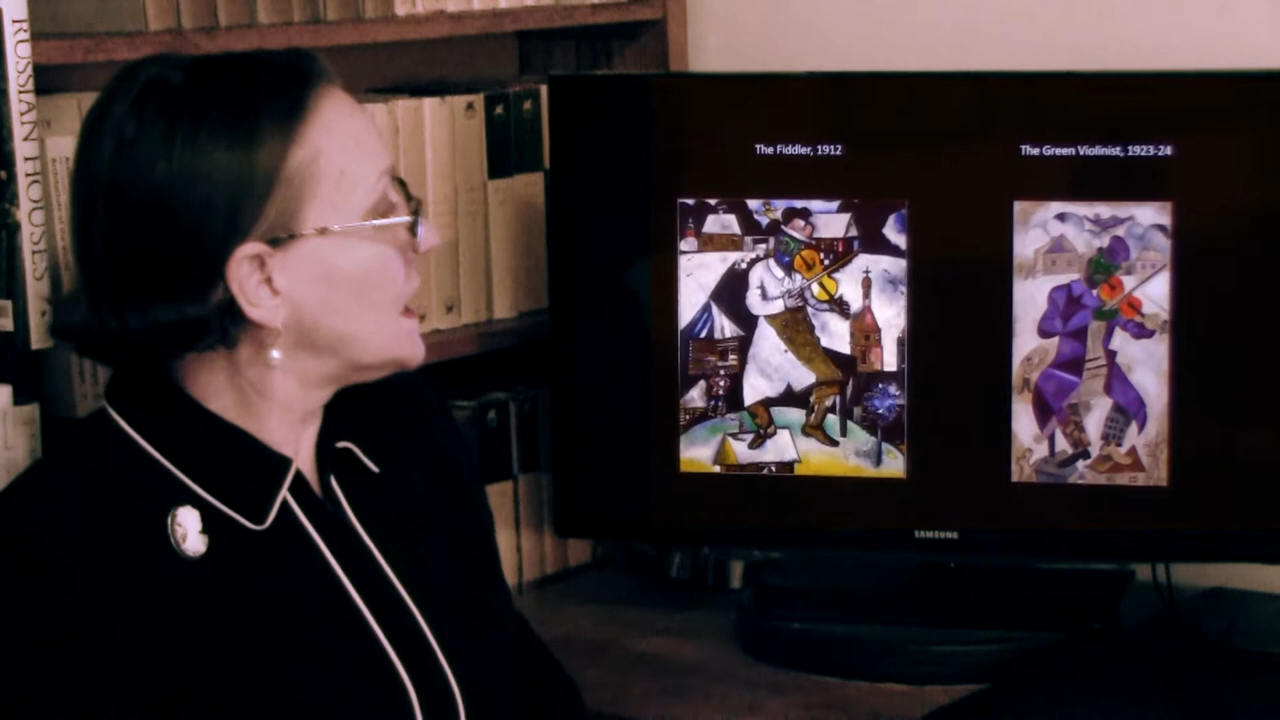 RUSSIAN HOUSES
The Fiddler, 1912
The Green Violinist, 1923-24
SAMSUNG